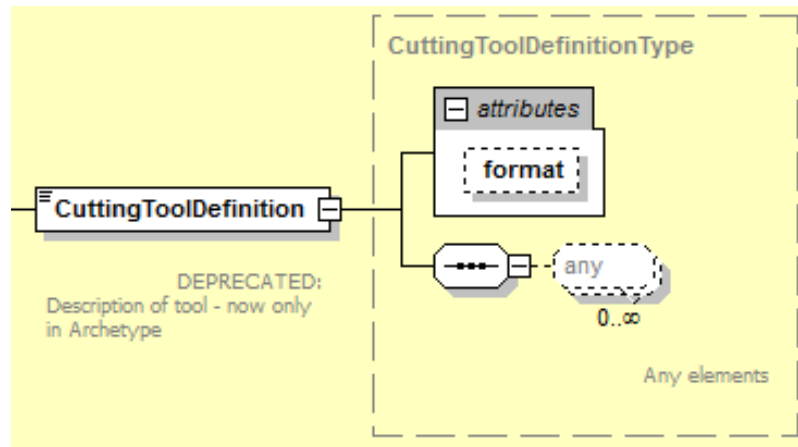 CuttingToolDefinitionType
attributes
format
CuttingToolDefinition
DEPRECATED:
Description of tool - now only
in Archetype
any
0..∞
Any elements